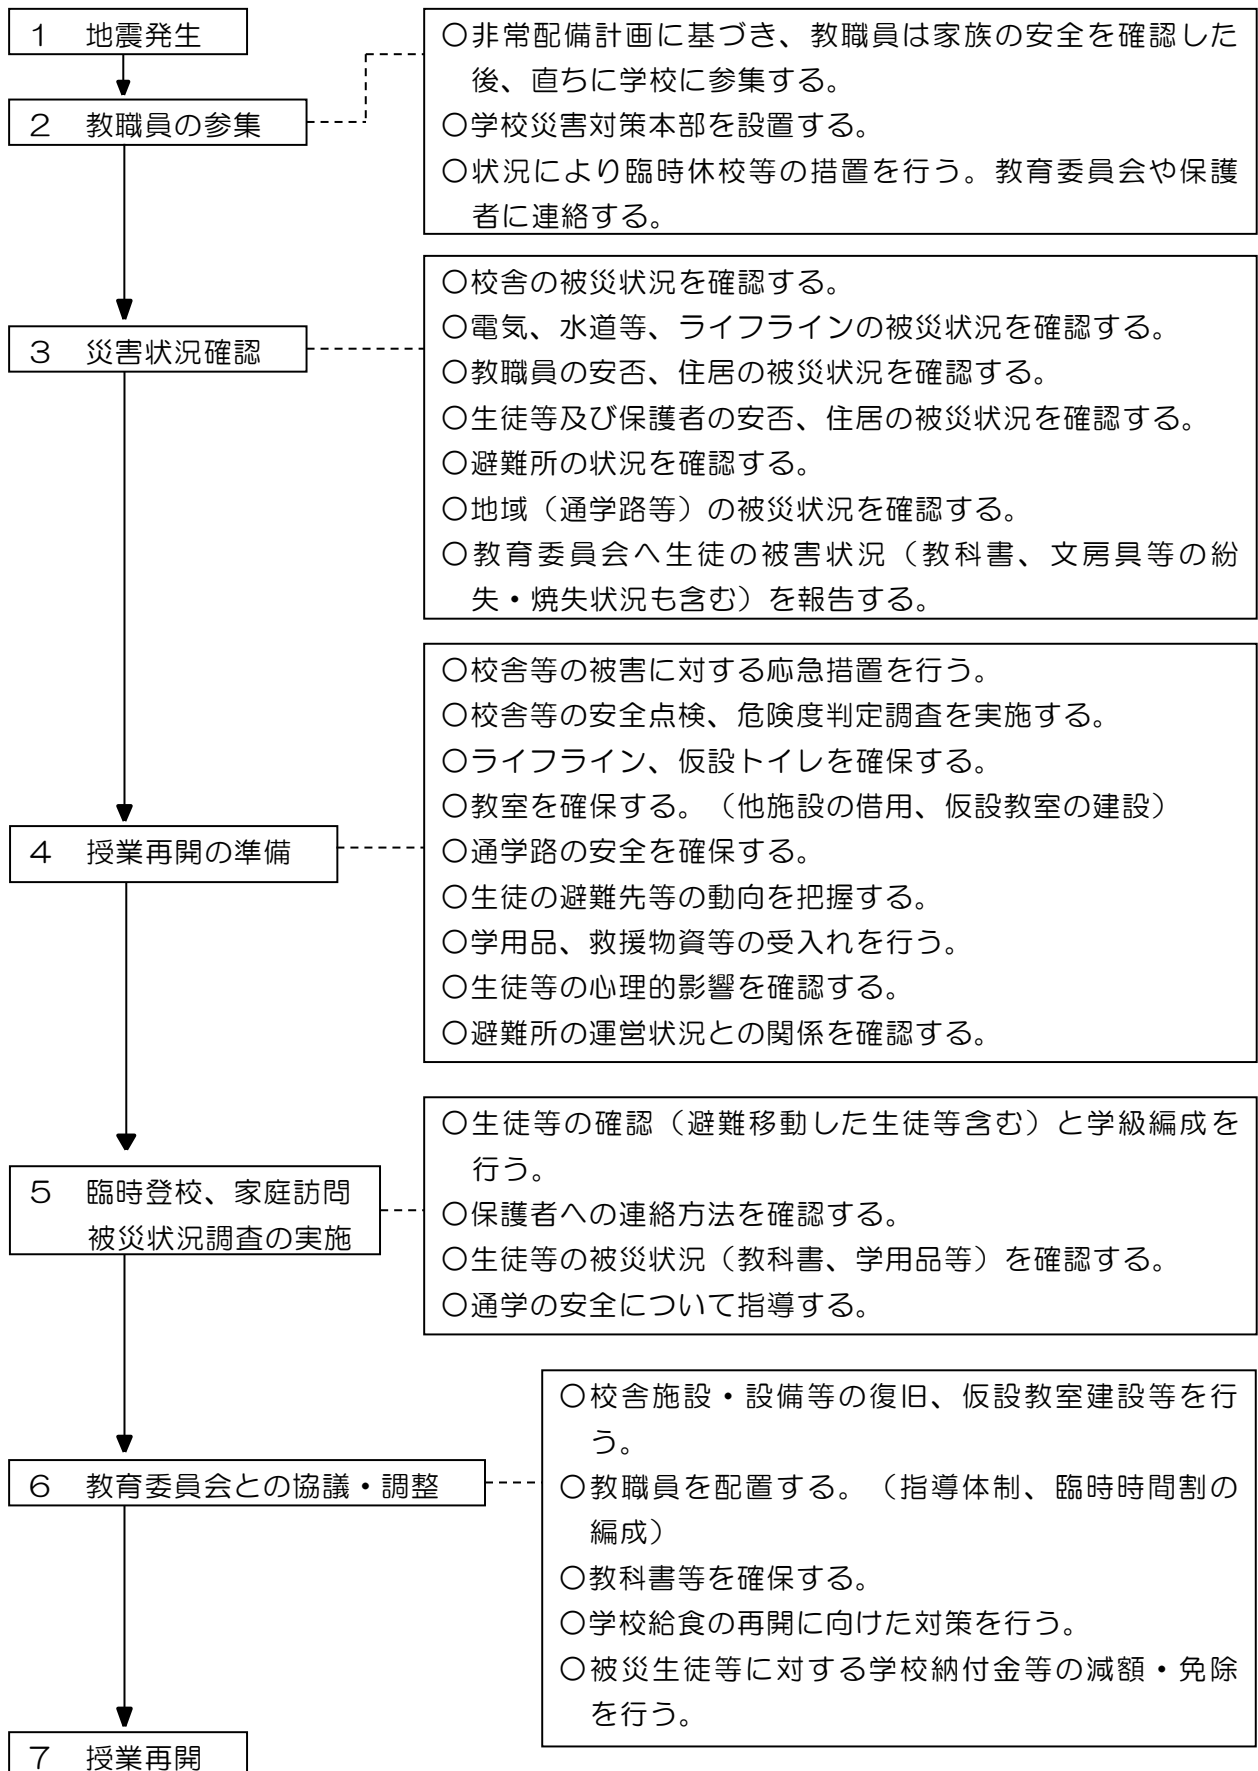 １　地震発生
２　教職員の参集
○非常配備計画に基づき、教職員は家族の安全を確認した
後、直ちに学校に参集する。
○学校災害対策本部を設置する。
○状況により臨時休校等の措置を行う。教育委員会や保護
者に連絡する。
３　災害状況確認
○校舎の被災状況を確認する。
○電気、水道等、ライフラインの被災状況を確認する。
○教職員の安否、住居の被災状況を確認する。
○生徒等及び保護者の安否、住居の被災状況を確認する。
○避難所の状況を確認する。
○地域（通学路等）の被災状況を確認する。
○教育委員会へ生徒の被害状況（教科書、文房具等の紛
失・焼失状況も含む）を報告する。
４　授業再開の準備
○校舎等の被害に対する応急措置を行う。
○校舎等の安全点検、危険度判定調査を実施する。
○ライフライン、仮設トイレを確保する。
○教室を確保する。（他施設の借用、仮設教室の建設）
○通学路の安全を確保する。
○生徒の避難先等の動向を把握する。
○学用品、救援物資等の受入れを行う。
○生徒等の心理的影響を確認する。
○避難所の運営状況との関係を確認する。
５　臨時登校、家庭訪問
被災状況調査の実施
○生徒等の確認（避難移動した生徒等含む）と学級編成を
行う。
○保護者への連絡方法を確認する。
○生徒等の被災状況（教科書、学用品等）を確認する。
○通学の安全について指導する。
６　教育委員会との協議・調整
○校舎施設・設備等の復旧、仮設教室建設等を行
う。
○教職員を配置する。（指導体制、臨時時間割の
編成）
○教科書等を確保する。
○学校給食の再開に向けた対策を行う。
○被災生徒等に対する学校納付金等の減額・免除
を行う。
７　授業再開